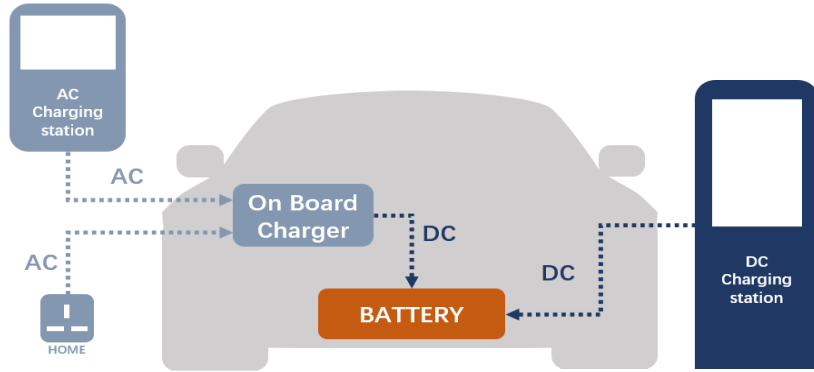 AC
Charging
station
AC
On Board
Charger
DC
AC
DC
BATTERY
HOME
DC
Charging
station